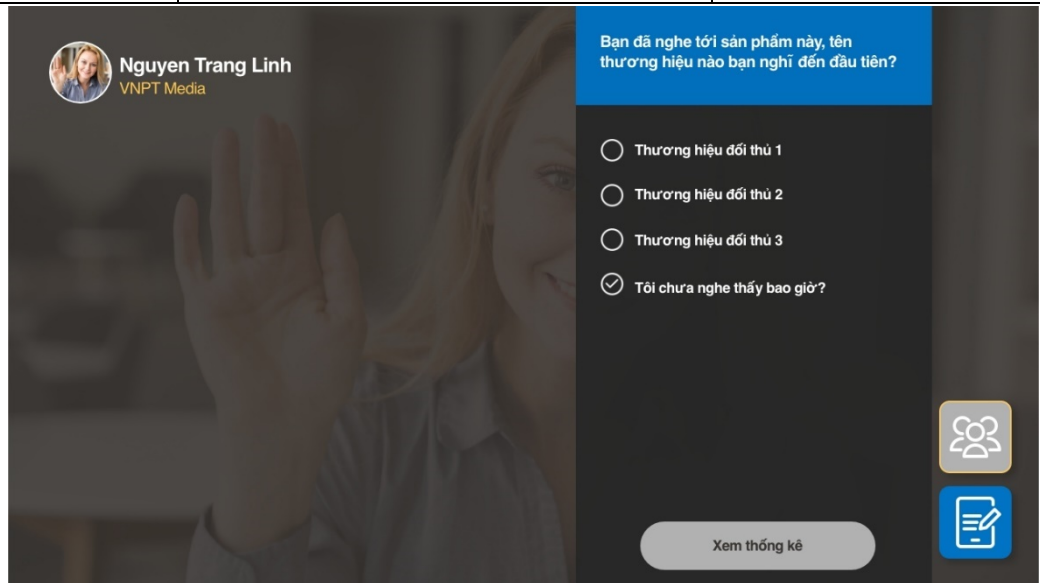 Nguyen Trang Linh
VNPT Media
Bạn đã nghe tới sản phẩm này, tên
thương hiệu nào bạn nghĩ đến đầu tiên?
Thương hiệu đối thủ 1
Thương hiệu đối thủ 2
Thương hiệu đối thủ 3
Tôi chưa nghe thấy bao giờ?
Xem thống kê